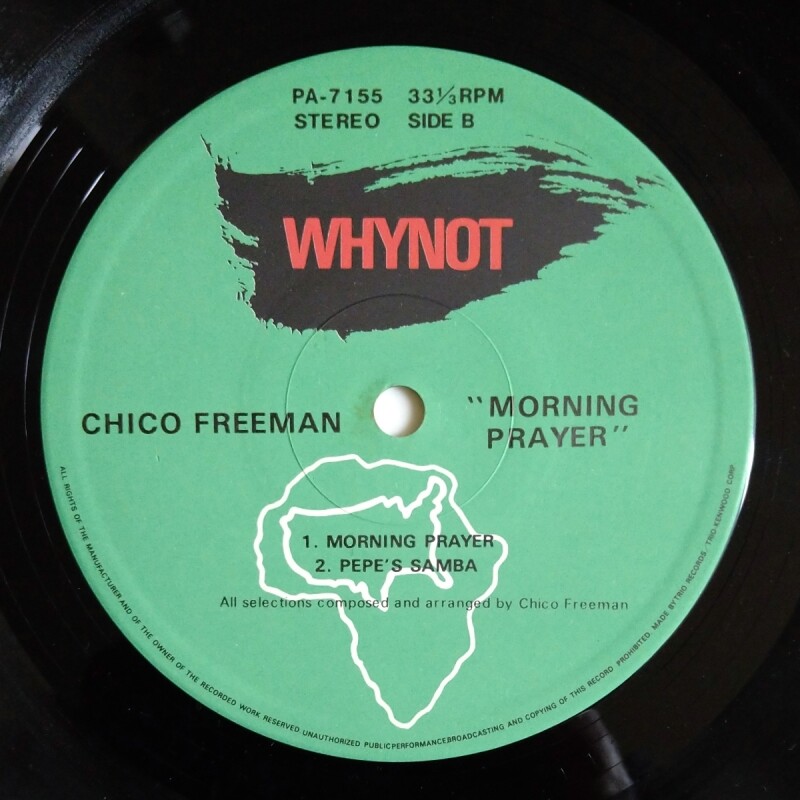 PA-7155 33⅓RPM
STEREO SIDE B
WHYNOT
CHICO FREEMAN
"MORNING
PRAYER"
1. MORNING PRAYER
2. PEPE'S SAMBA
All selections composed and arranged by Chico Freeman
ALL RIGHTS OF THE MANUFACTURER AND OF THE OWNER OF THE RECORDED WORK RESERVED UNAUTHORIZED PUBLICPERFORMANCEBROADCASTING AND COPYING OF THIS RECORD PROHIBITED. MADE BY TRIO RECORDS. TRIO-KENWOOD CORP